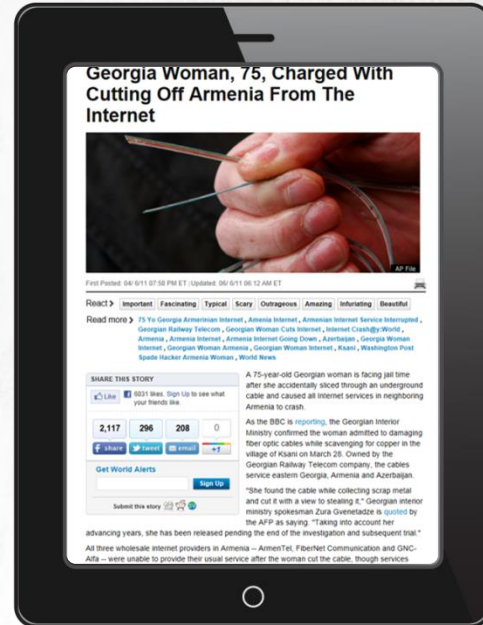 Georgia Woman, 75, Charged With
Cutting Off Armenia From The
Internet
AP File
First Posted: 04/ 6/11 07:58 PM ET Updated: 06/ 6/11 06:12 AM ET
React Important Fascinating Typical Scary Outrageous Amazing Infuriating Beautiful
Read more 75 Yo Georgia Armerinian Internet , Amenia Internet , Armenian Internet Service Interrupted ,
Georgian Railway Telecom , Georgian Woman Cuts Internet , Internet Crash@y:World ,
Armenia , Armenia Internet , Armenia Internet Going Down , Azerbaijan , Georgia Woman
Internet , Georgian Woman Armenia , Georgian Woman Internet , Ksani , Washington Post
Spade Hacker Armenia Woman , World News
SHARE THIS STORY
Like 6031 likes. Sign Up to see what
your friends like.
2,117 296 208 0
share tweet email +1
Get World Alerts
Sign Up
Submit this story
A 75-year-old Georgian woman is facing jail time
after she accidentally sliced through an underground
cable and caused all internet services in neighboring
Armenia to crash.
As the BBC is reporting, the Georgian Interior
Ministry confirmed the woman admitted to damaging
fiber optic cables while scavenging for copper in the
village of Ksani on March 28. Owned by the
Georgian Railway Telecom company, the cables
service eastern Georgia, Armenia and Azerbaijan.
"She found the cable while collecting scrap metal
and cut it with a view to stealing it," Georgian interior
ministry spokesman Zura Gvenetadze is quoted by
the AFP as saying. "Taking into account her
advancing years, she has been released pending the end of the investigation and subsequent trial."
All three wholesale internet providers in Armenia -- ArmenTel, FiberNet Communication and GNC-
Alfa -- were unable to provide their usual service after the woman cut the cable, though services